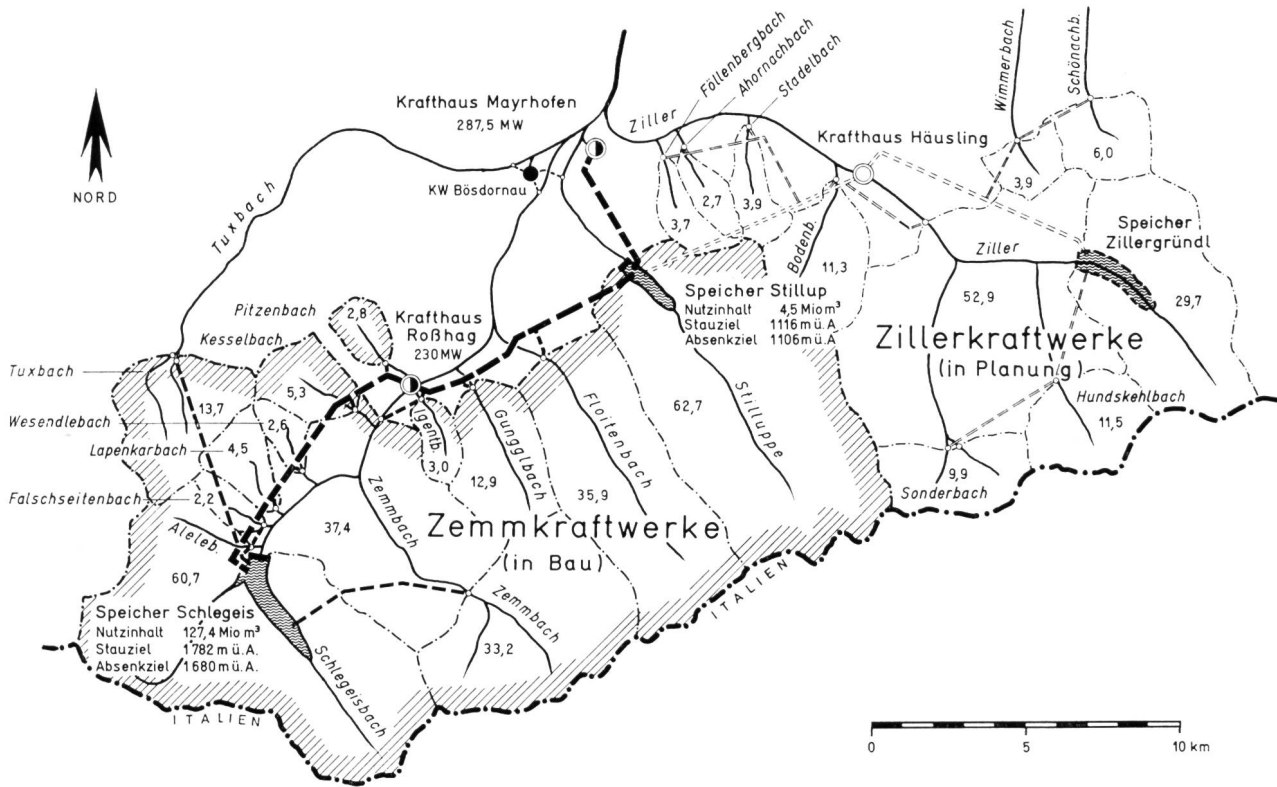 NORD
Krafthaus Mayrhofen
287,5 MW
KW Bösdornau
Ziller
Föllenbergbach
Ahornachbach
Stadelbach
Krafthaus Häusling
Wimmerbach
Schönachb.
6,0
3,9
3,7
2,7
3,9
Tuxbach
Bodenb.
11,3
Ziller
Speicher
Zillergründl
29,7
52,9
Speicher Stillup
Nutzinhalt 4,5 Mio m³
Stauziel 1116 m ü. A.
Absenkziel 1106 m ü. A.
Zillerkraftwerke
(in Planung)
Hundskehlbach
11,5
9,9
Sonderbach
Pitzenbach
2,8
Kesselbach
Krafthaus
Roßhag
230 MW
Tuxbach
13,7
5,3
Wesendlebach
2,6
Lapenkarbach
4,5
Falschseitenbach
2,2
Igentb.
3,0
Gungglbach
12,9
Floitenbach
35,9
62,7
Stilluppe
Aleleb.
37,4
Zemmbach
Zemmkraftwerke
(in Bau)
60,7
Speicher Schlegeis
Nutzinhalt 127,4 Mio m³
Stauziel 1782 m ü. A.
Absenkziel 1680 m ü. A.
Schlegeisbach
Zemmbach
33,2
ITALIEN
ITALIEN
0 5 10 km